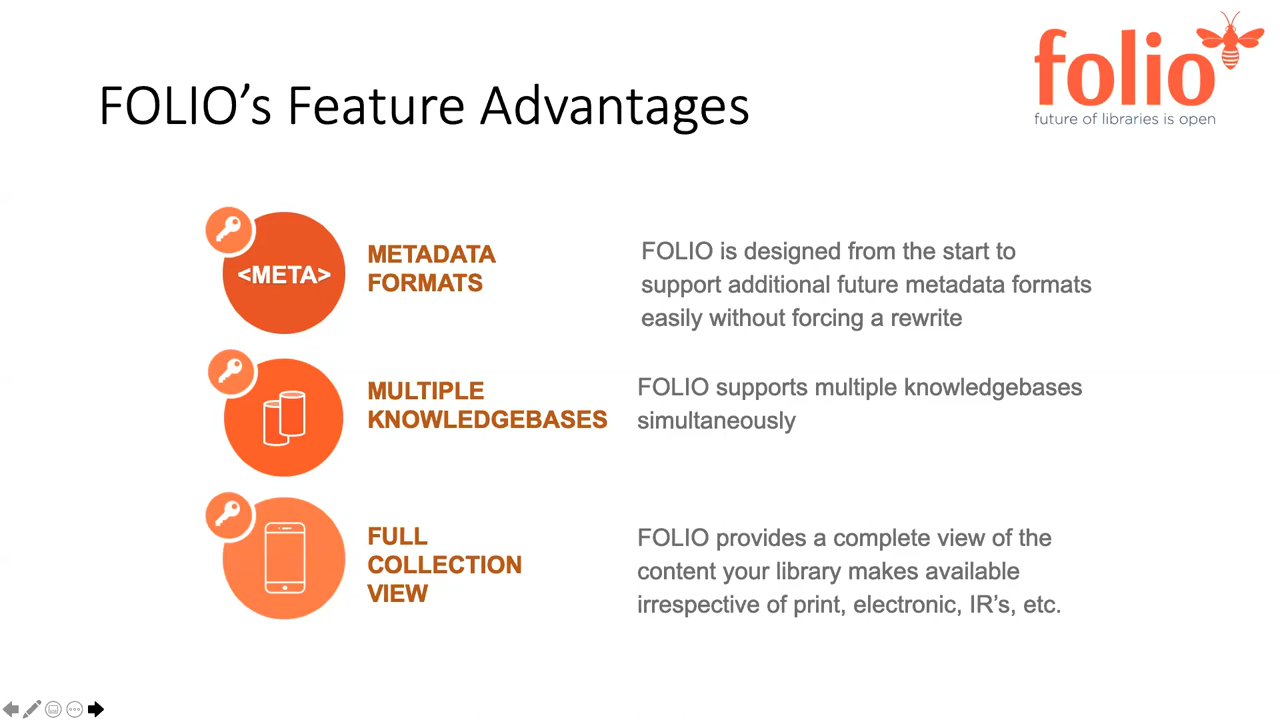 folio
future of libraries is open
FOLIO’s Feature Advantages
<META>
METADATA
FORMATS
FOLIO is designed from the start to
support additional future metadata formats
easily without forcing a rewrite
MULTIPLE
KNOWLEDGEBASES
FOLIO supports multiple knowledgebases
simultaneously
FULL
COLLECTION
VIEW
FOLIO provides a complete view of the
content your library makes available
irrespective of print, electronic, IR’s, etc.